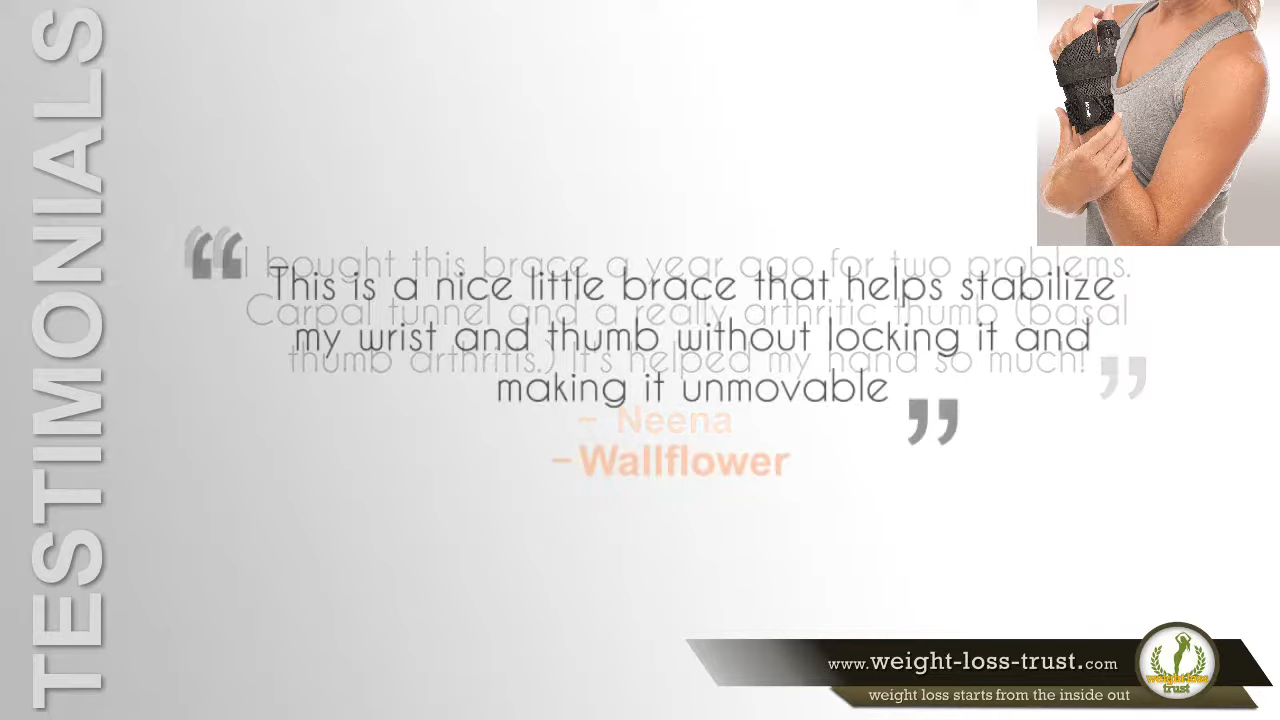 TESTIMONIALS
“ I bought this brace a year ago for two problems.
Carpal tunnel and a really arthritic thumb (basal
thumb arthritis.) It's helped my hand so much! ”
– Neena
“ This is a nice little brace that helps stabilize
my wrist and thumb without locking it and
making it unmovable ”
– Wallflower
www.weight-loss-trust.com
weight loss starts from the inside out
weight-loss
trust